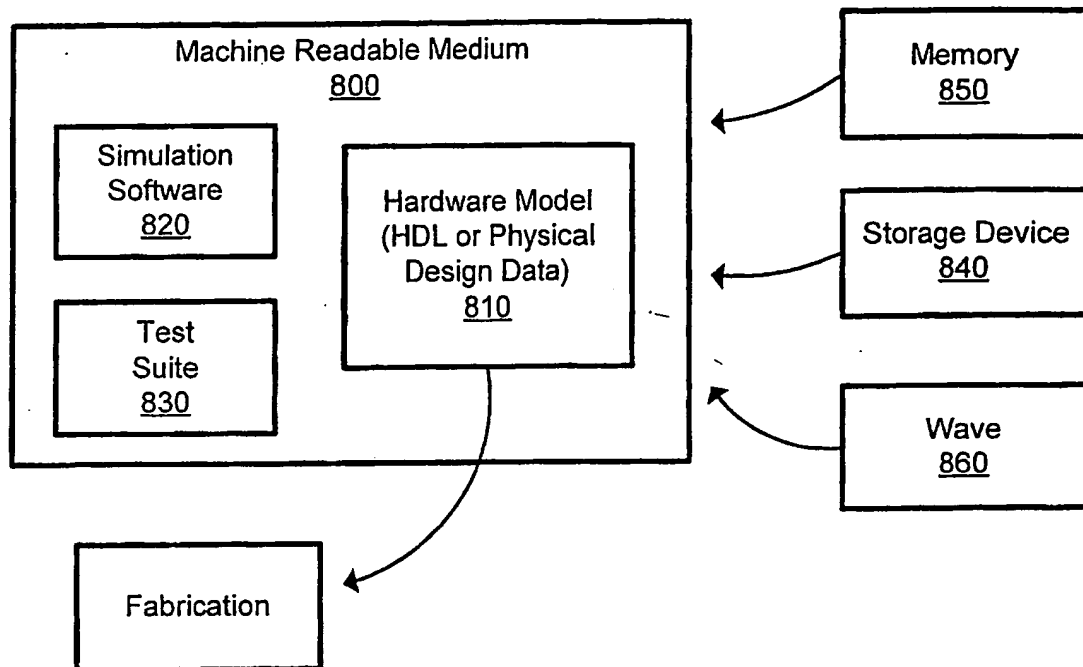 Machine Readable Medium
800
Simulation
Software
820
Hardware Model
(HDL or Physical
Design Data)
810
Test
Suite
830
Memory
850
Storage Device
840
Wave
860
Fabrication